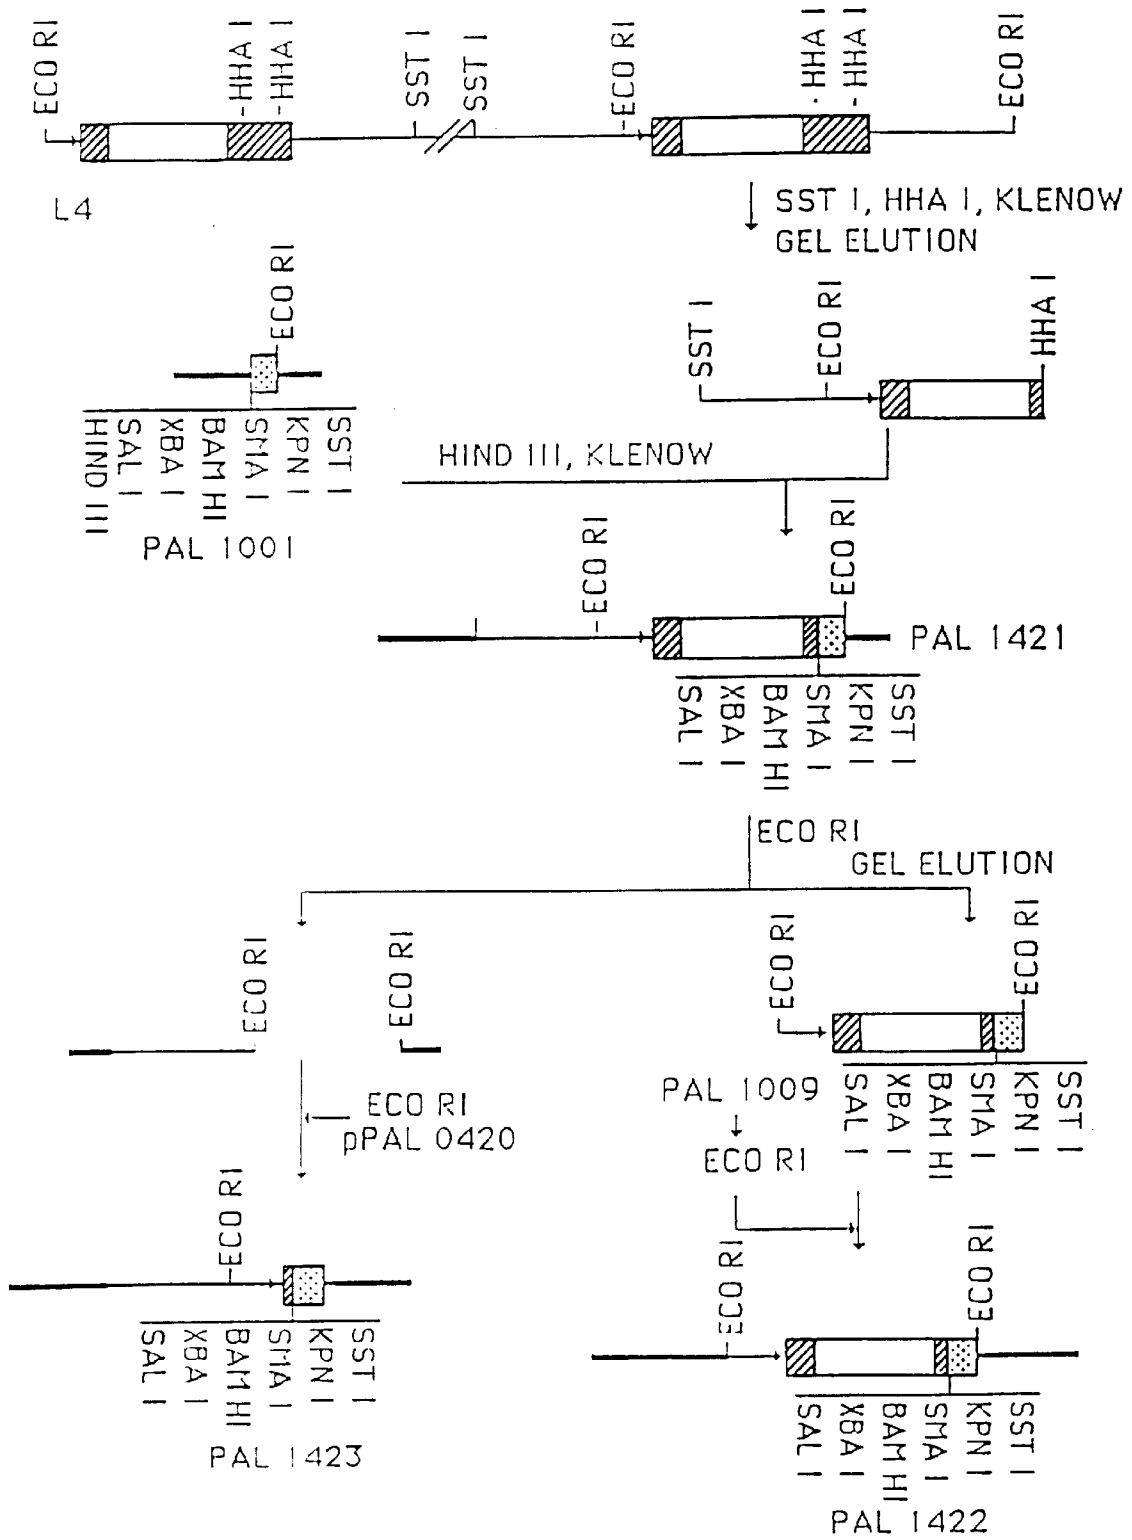 ECO RI
HHA I
HHA I
SST I
SST I
ECO RI
HHA I
HHA I
ECO RI
L4
SST I, HHA I, KLENOW
GEL ELUTION
ECO RI
HIND III
SAL I
XBA I
BAM HI
SMA I
KPN I
SST I
PAL 1001
SST I
ECO RI
HHA I
HIND III, KLENOW
ECO RI
ECO RI
PAL 1421
SAL I
XBA I
BAM HI
SMA I
KPN I
SST I
ECO RI
GEL ELUTION
ECO RI
ECO RI
ECO RI
pPAL 0420
ECO RI
SAL I
XBA I
BAM HI
SMA I
KPN I
SST I
PAL 1423
ECO RI
ECO RI
SAL I
XBA I
BAM HI
SMA I
KPN I
SST I
PAL 1009
ECO RI
ECO RI
ECO RI
SAL I
XBA I
BAM HI
SMA I
KPN I
SST I
PAL 1422